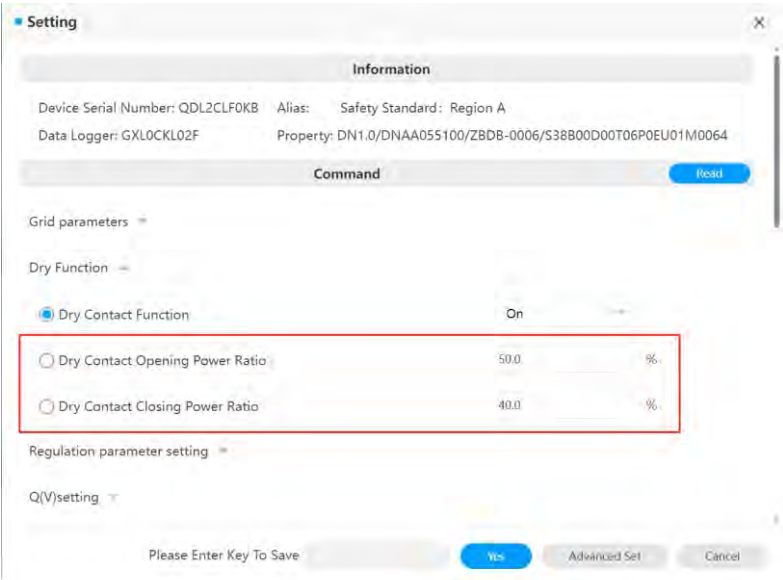 Setting
Information
Device Serial Number: QDL2CLF0KB Alias: Safety Standard: Region A
Data Logger: GXL0CKL02F Property: DN1.0/DNAA055100/ZBDB-0006/S38B00D00T06P0EU01M0064
Command Read
Grid parameters
Dry Function
Dry Contact Function On
Dry Contact Opening Power Ratio 50.0 %
Dry Contact Closing Power Ratio 40.0 %
Regulation parameter setting
Q(V)setting
Please Enter Key To Save Yes Advanced Set Cancel